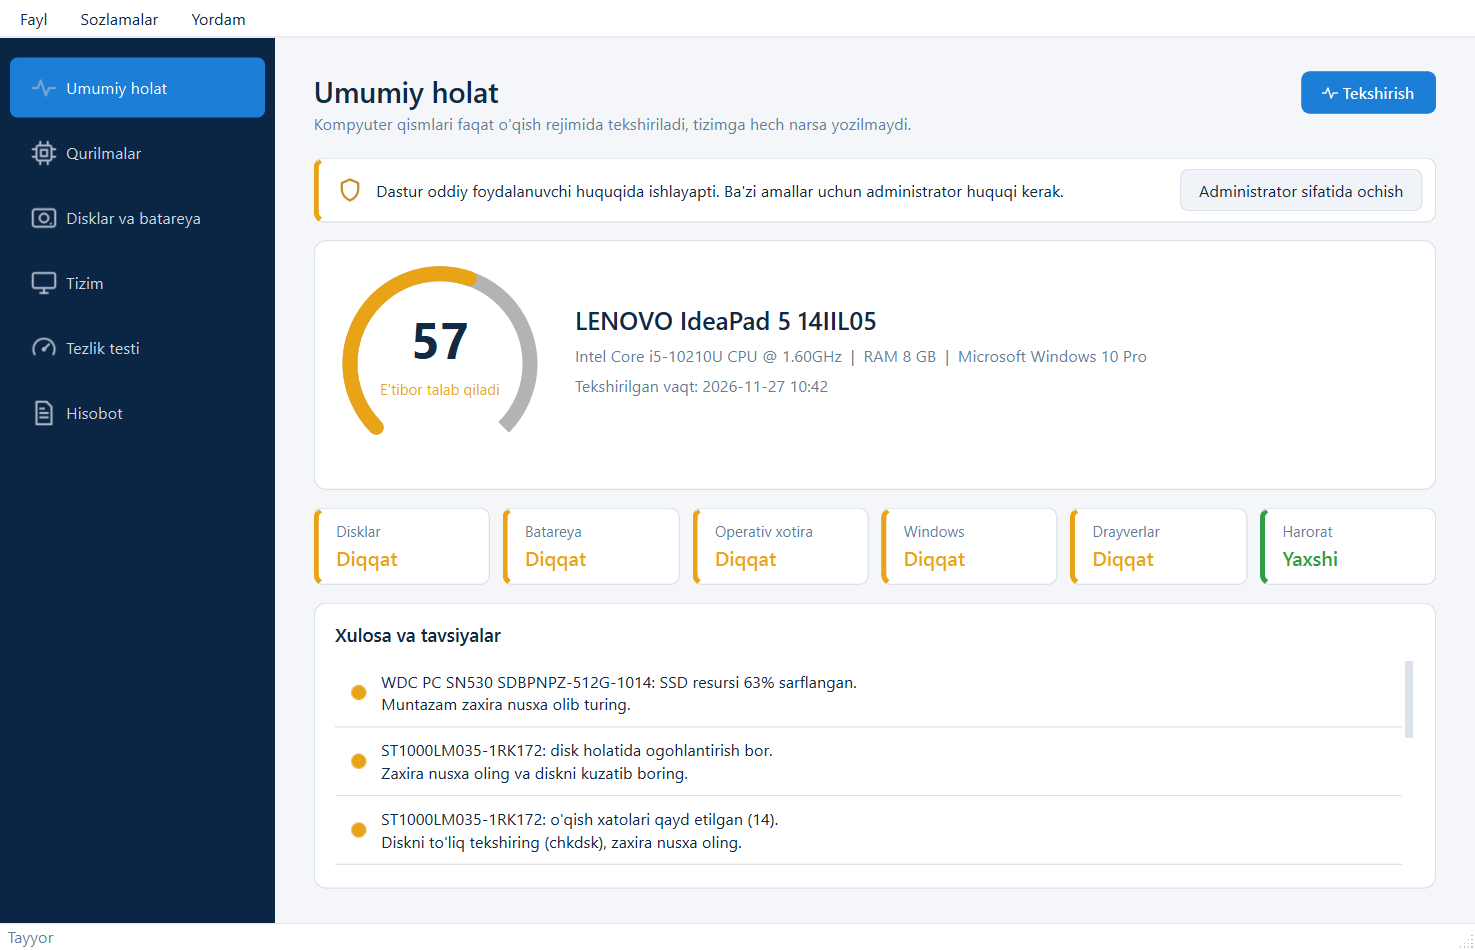 Fayl Sozlamalar Yordam
Umumiy holat
Qurilmalar
Disklar va batareya
Tizim
Tezlik testi
Hisobot
Umumiy holat
Kompyuter qismlari faqat o'qish rejimida tekshiriladi, tizimga hech narsa yozilmaydi.
Tekshirish
Dastur oddiy foydalanuvchi huquqida ishlayapti. Ba'zi amallar uchun administrator huquqi kerak.
Administrator sifatida ochish
57
E'tibor talab qiladi
LENOVO IdeaPad 5 14IIL05
Intel Core i5-10210U CPU @ 1.60GHz | RAM 8 GB | Microsoft Windows 10 Pro
Tekshirilgan vaqt: 2026-11-27 10:42
Disklar
Diqqat
Batareya
Diqqat
Operativ xotira
Diqqat
Windows
Diqqat
Drayverlar
Diqqat
Harorat
Yaxshi
Xulosa va tavsiyalar
WDC PC SN530 SDBPNPZ-512G-1014: SSD resursi 63% sarflangan.
Muntazam zaxira nusxa olib turing.
ST1000LM035-1RK172: disk holatida ogohlantirish bor.
Zaxira nusxa oling va diskni kuzatib boring.
ST1000LM035-1RK172: o'qish xatolari qayd etilgan (14).
Diskni to'liq tekshiring (chkdsk), zaxira nusxa oling.
Tayyor